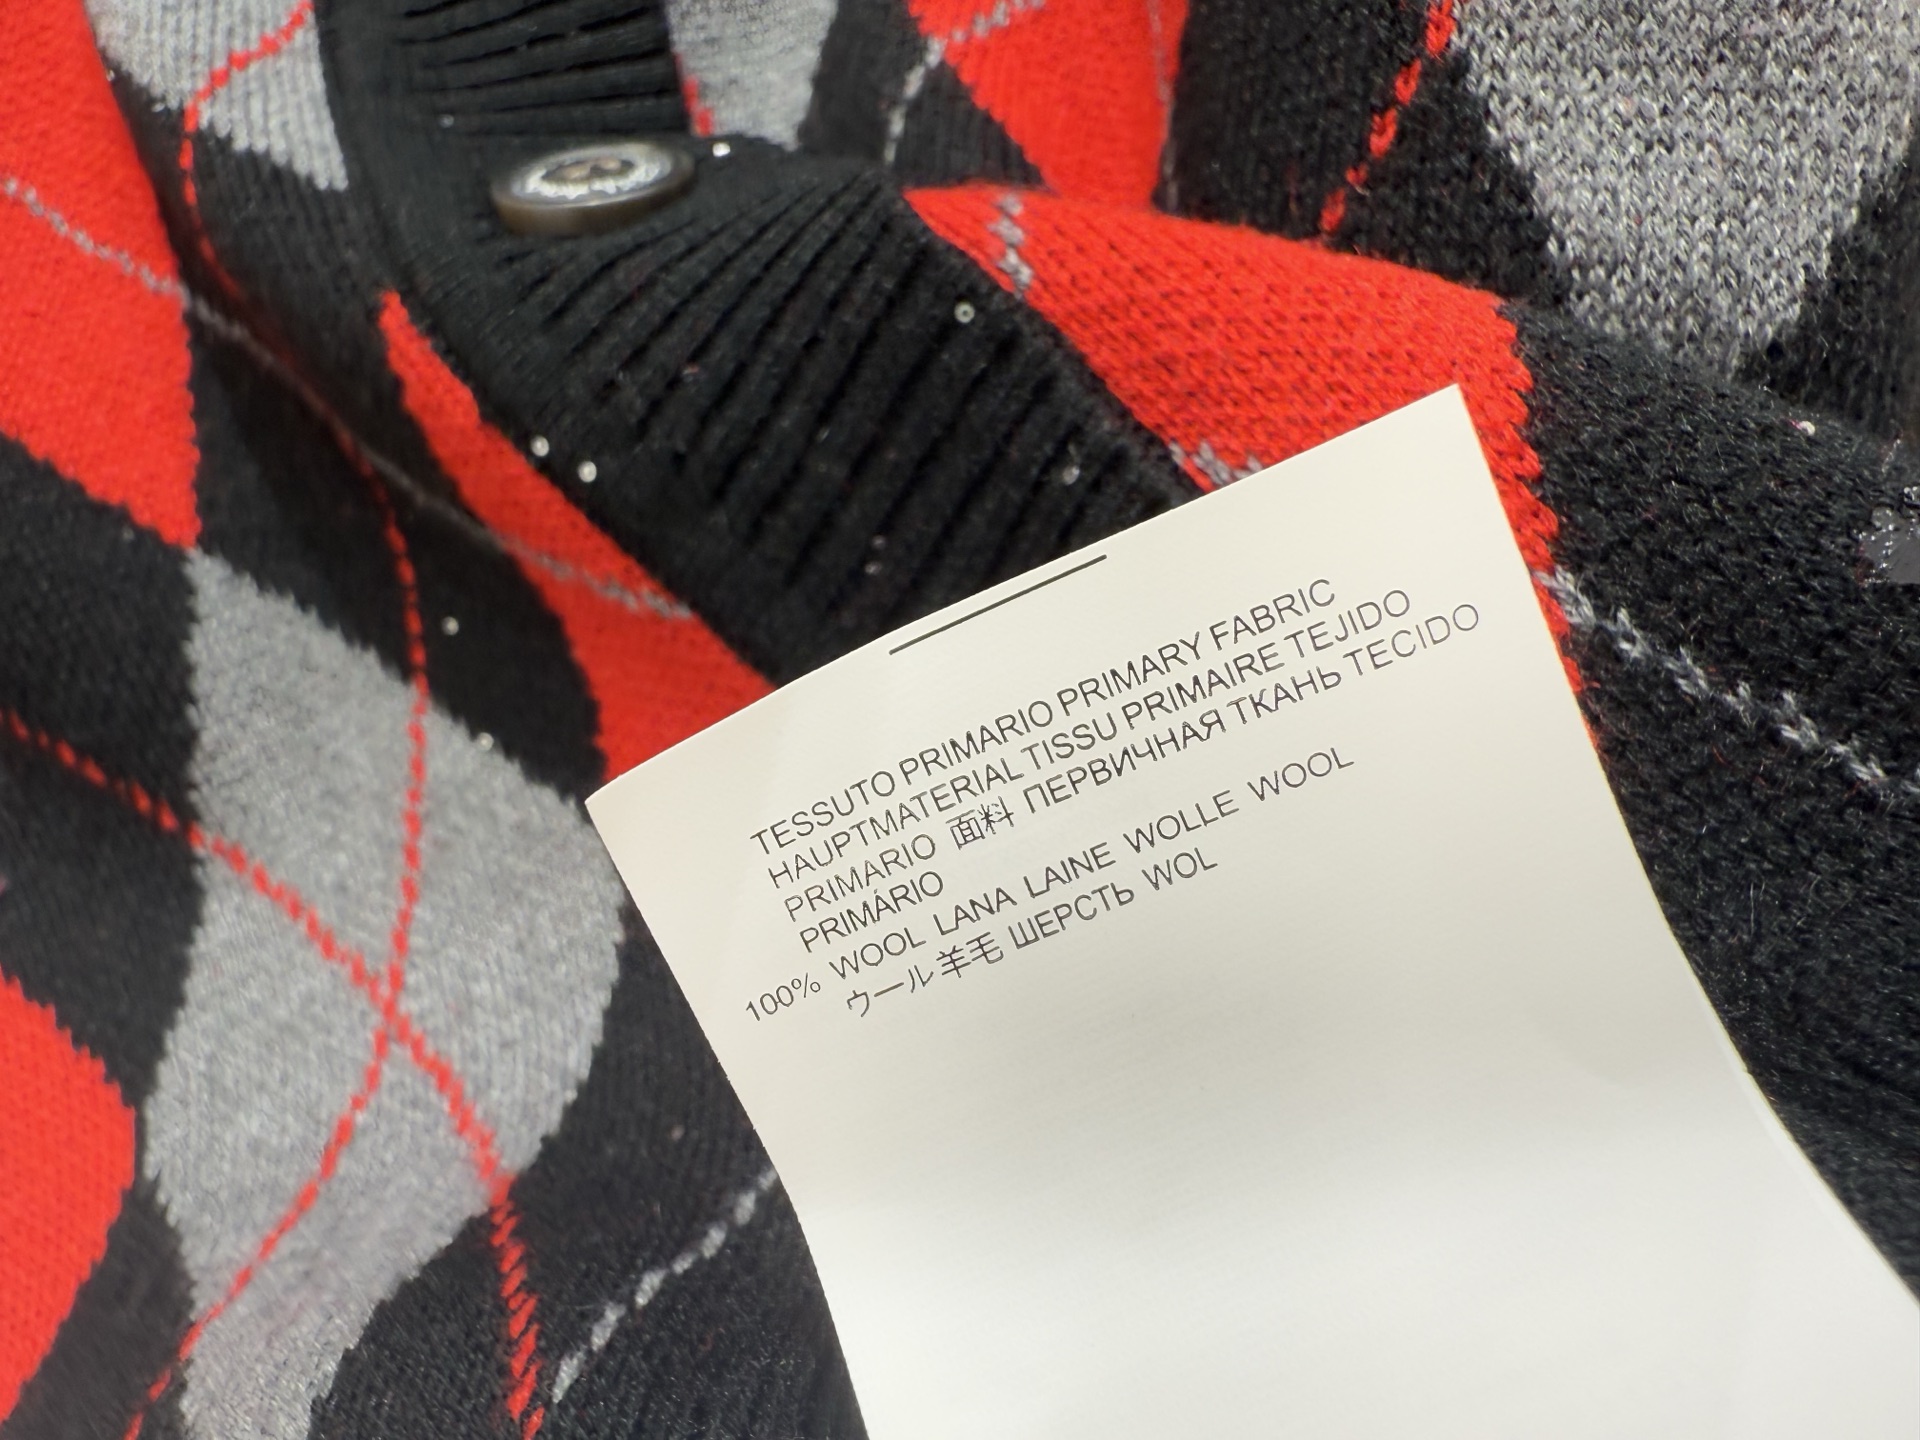 TESSUTO PRIMARIO PRIMARY FABRIC
HAUPTMATERIAL TISSU PRIMAIRE TEJIDO
PRIMARIO 面料 ПЕРВИЧНАЯ ТКАНЬ TECIDO
PRIMÁRIO
100% WOOL LANA LAINE WOLLE WOOL
ウール 羊毛 ШЕРСТЬ WOL